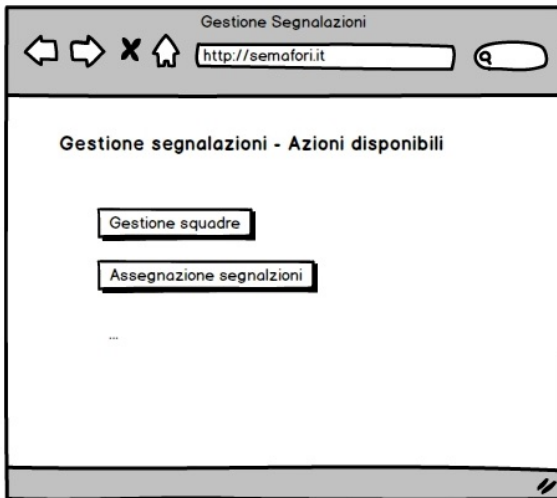 Gestione Segnalazioni
http://semafori.it
Gestione segnalazioni - Azioni disponibili
Gestione squadre
Assegnazione segnalzioni
...